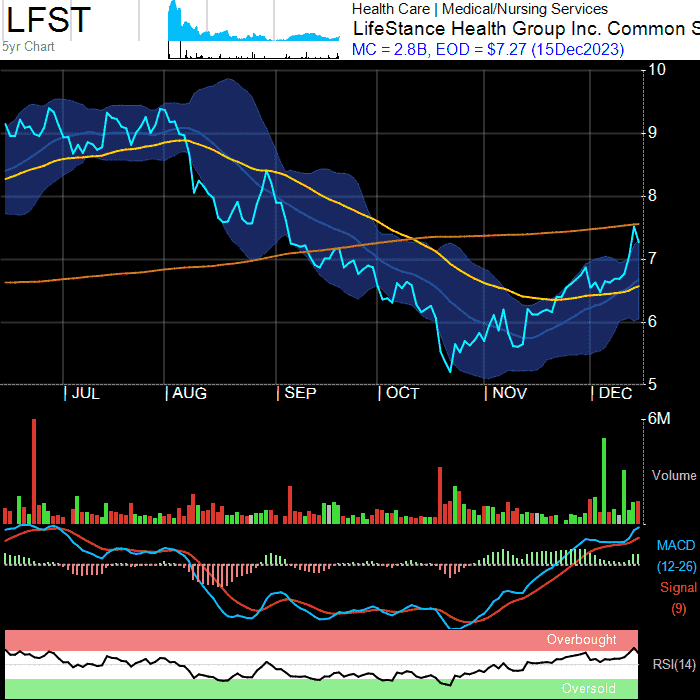 LFST
5yr Chart
Health Care | Medical/Nursing Services
LifeStance Health Group Inc. Common S
MC = 2.8B, EOD = $7.27 (15Dec2023)
10
9
8
7
6
5
JUL
AUG
SEP
OCT
NOV
DEC
6M
Volume
MACD
(12-26)
Signal
(9)
Overbought
RSI(14)
Oversold